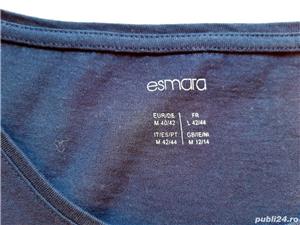 esmara
EUR/DE FR
M 40/42 L 42/44
IT/ES/PT GB/IE/NI
M 42/44 M 12/14
publi24.ro